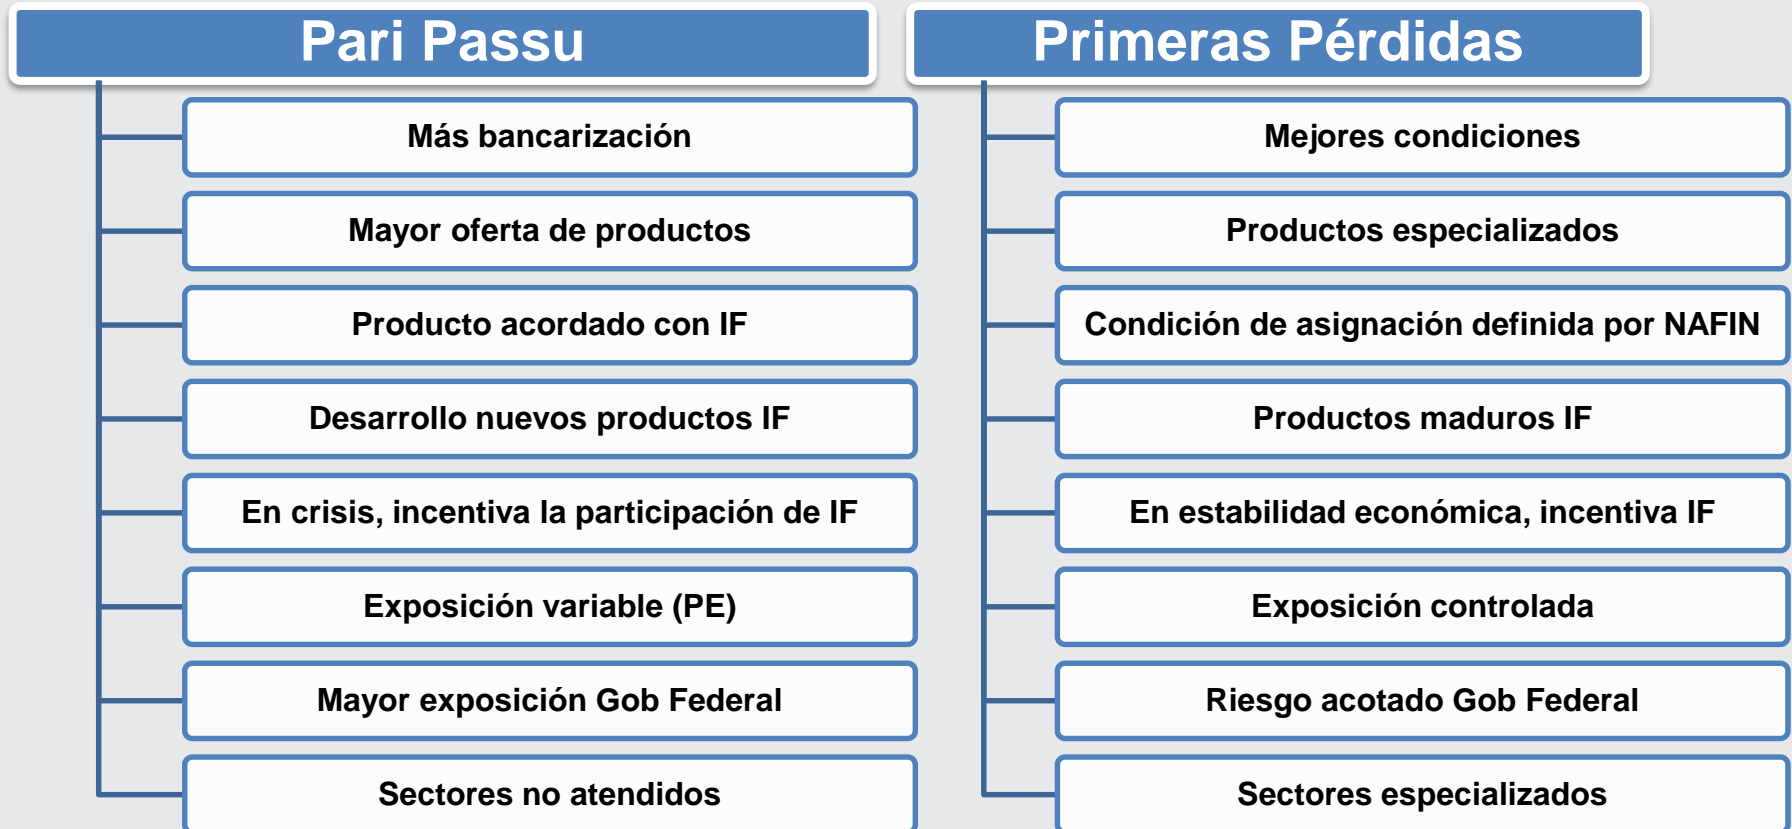 Pari Passu
Más bancarización
Mayor oferta de productos
Producto acordado con IF
Desarrollo nuevos productos IF
En crisis, incentiva la participación de IF
Exposición variable (PE)
Mayor exposición Gob Federal
Sectores no atendidos
Primeras Pérdidas
Mejores condiciones
Productos especializados
Condición de asignación definida por NAFIN
Productos maduros IF
En estabilidad económica, incentiva IF
Exposición controlada
Riesgo acotado Gob Federal
Sectores especializados